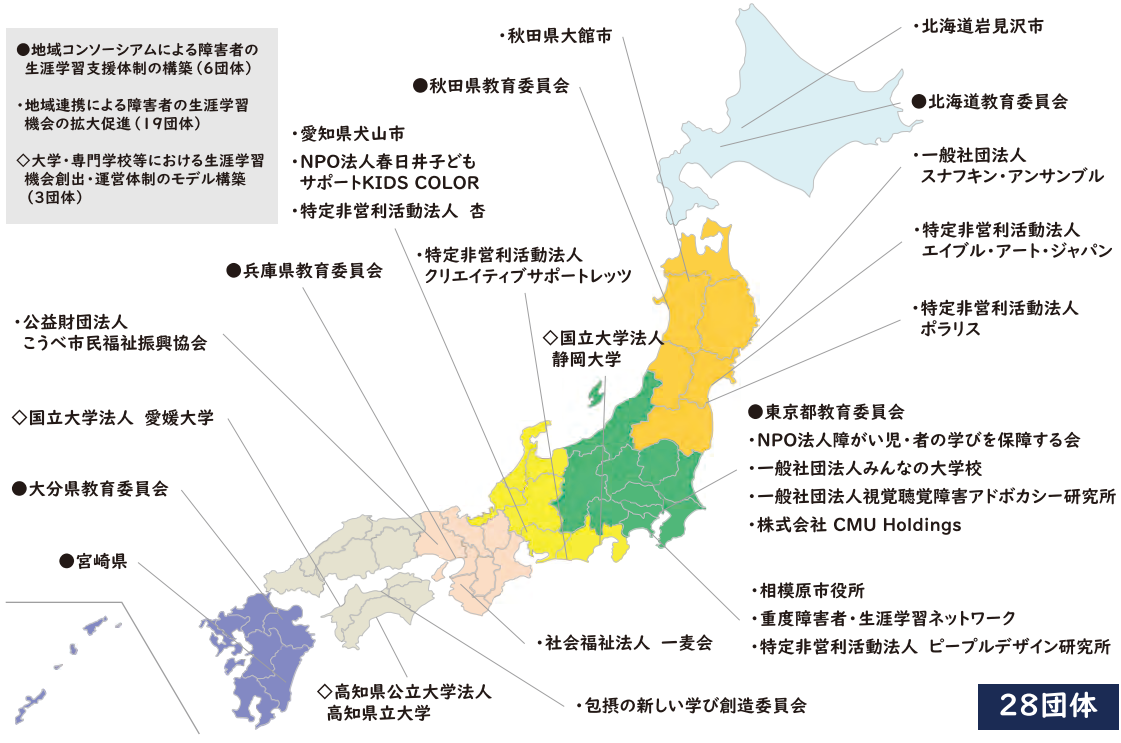 ●地域コンソーシアムによる障害者の
生涯学習支援体制の構築(6団体)
・地域連携による障害者の生涯学習
機会の拡大促進(19団体)
◇大学・専門学校等における生涯学習
機会創出・運営体制のモデル構築
(3団体)
・秋田県大館市
●秋田県教育委員会
・愛知県犬山市
・NPO法人春日井子ども
サポートKIDS COLOR
・特定非営利活動法人 杏
・特定非営利活動法人
クリエイティブサポートレッツ
●兵庫県教育委員会
・公益財団法人
こうべ市民福祉振興協会
◇国立大学法人
静岡大学
◇国立大学法人 愛媛大学
●大分県教育委員会
●宮崎県
・北海道岩見沢市
●北海道教育委員会
・一般社団法人
スナフキン・アンサンブル
・特定非営利活動法人
エイブル・アート・ジャパン
・特定非営利活動法人
ポラリス
●東京都教育委員会
・NPO法人障がい児・者の学びを保障する会
・一般社団法人みんなの大学校
・一般社団法人視覚聴覚障害アドボカシー研究所
・株式会社 CMU Holdings
・相模原市役所
・重度障害者・生涯学習ネットワーク
・特定非営利活動法人 ピープルデザイン研究所
・社会福祉法人 一麦会
◇高知県公立大学法人
高知県立大学
・包摂の新しい学び創造委員会
28団体